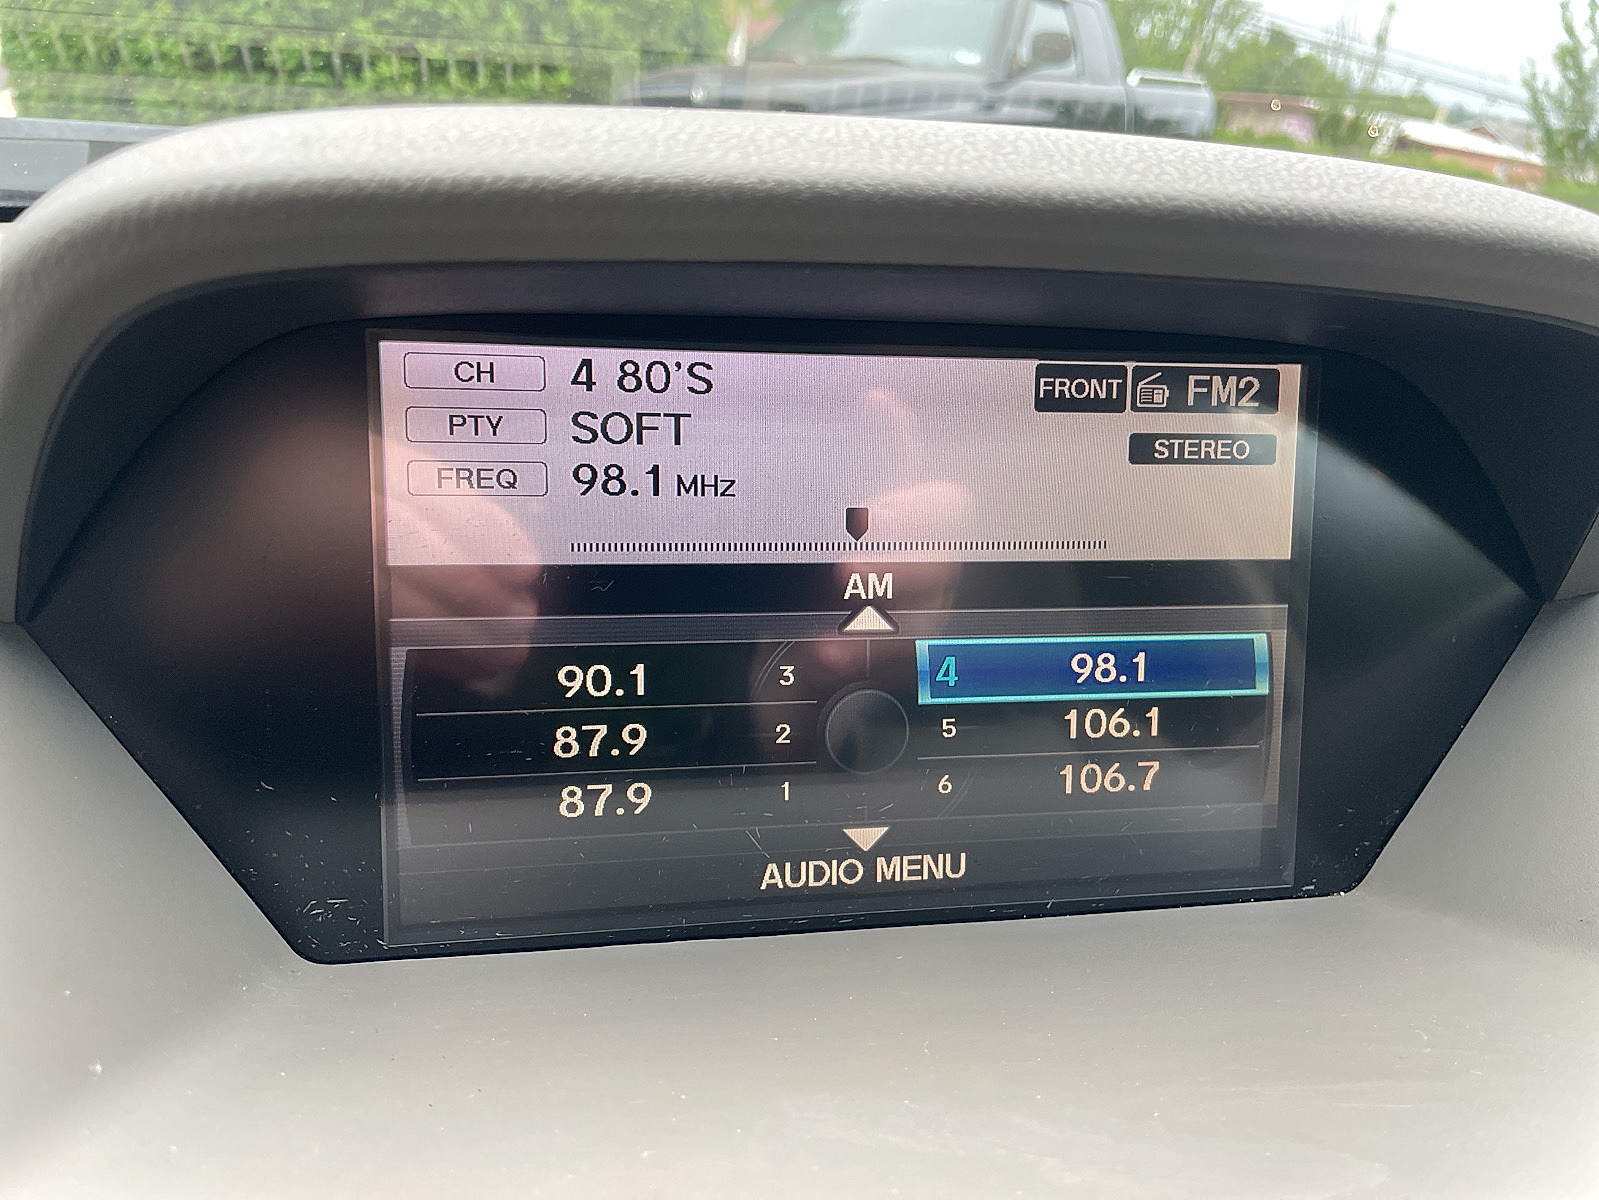 CH 4 80'S
PTY SOFT
FREQ 98.1 MHz
FRONT FM2
STEREO
AM
90.1 3
87.9 2
87.9 1
4 98.1
5 106.1
6 106.7
AUDIO MENU